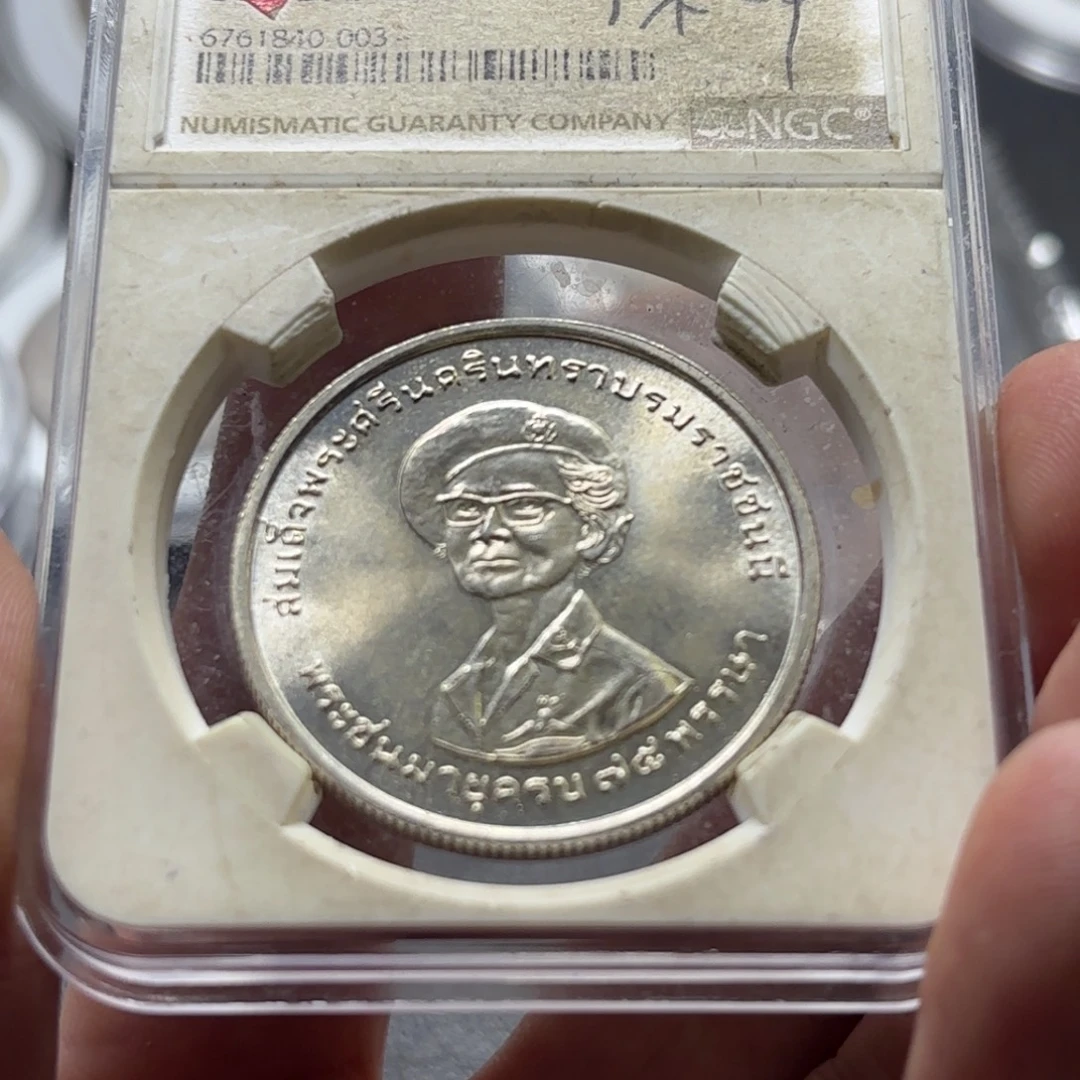 6761840 003
NUMISMATIC GUARANTY COMPANY NGC®
สมเด็จพระศรีนครินทราบรมราชชนนี
พระชนมายุครบ ๗๕ พรรษา